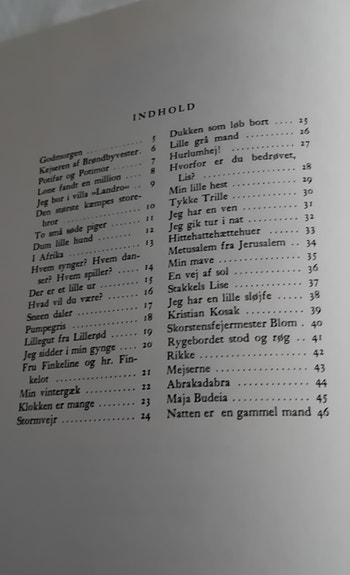 INDHOLD
Godmorgen ........ 5
Kejseren af Brøndbyvester. 6
Potifar og Potimor ........ 7
Lone fandt en million ..... 8
Jeg bor i villa »Landro« ... 9
Den største kæmpes store-
bror ........ 10
To små søde piger ........ 11
Dum lille hund ........ 12
I Afrika ........ 13
Hvem synger? Hvem dan-
ser? Hvem spiller? ..... 14
Der er et lille ur ........ 15
Hvad vil du være? ........ 16
Sneen daler ........ 17
Pumpegris ........ 18
Lillegut fra Lillerød ..... 19
Jeg sidder i min gynge .... 20
Fru Finkeline og hr. Fin-
kelot ........ 21
Min vintergæk ........ 22
Klokken er mange ........ 23
Stormvejr ........ 24
Dukken som løb bort .... 25
Lille grå mand ........ 26
Hurlumhej! ........ 27
Hvorfor er du bedrøvet,
Lis? ........ 28
Min lille hest ........ 29
Tykke Trille ........ 30
Jeg har en ven ........ 31
Jeg gik tur i nat ........ 32
Hittehattehættehuer ..... 33
Metusalem fra Jerusalem .. 34
Min mave ........ 35
En vej af sol ........ 36
Stakkels Lise ........ 37
Jeg har en lille sløjfe ..... 38
Kristian Kosak ........ 39
Skorstensfejermester Blom . 40
Rygebordet stod og røg .. 41
Rikke ........ 42
Mejserne ........ 43
Abrakadabra ........ 44
Maja Budeia ........ 45
Natten er en gammel mand 46